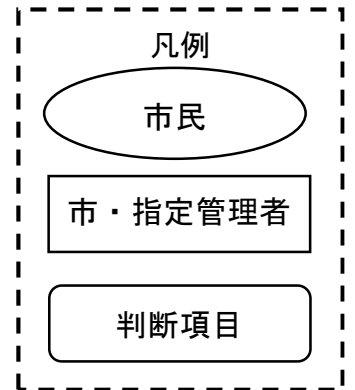 凡例
市民
市・指定管理者
判断項目